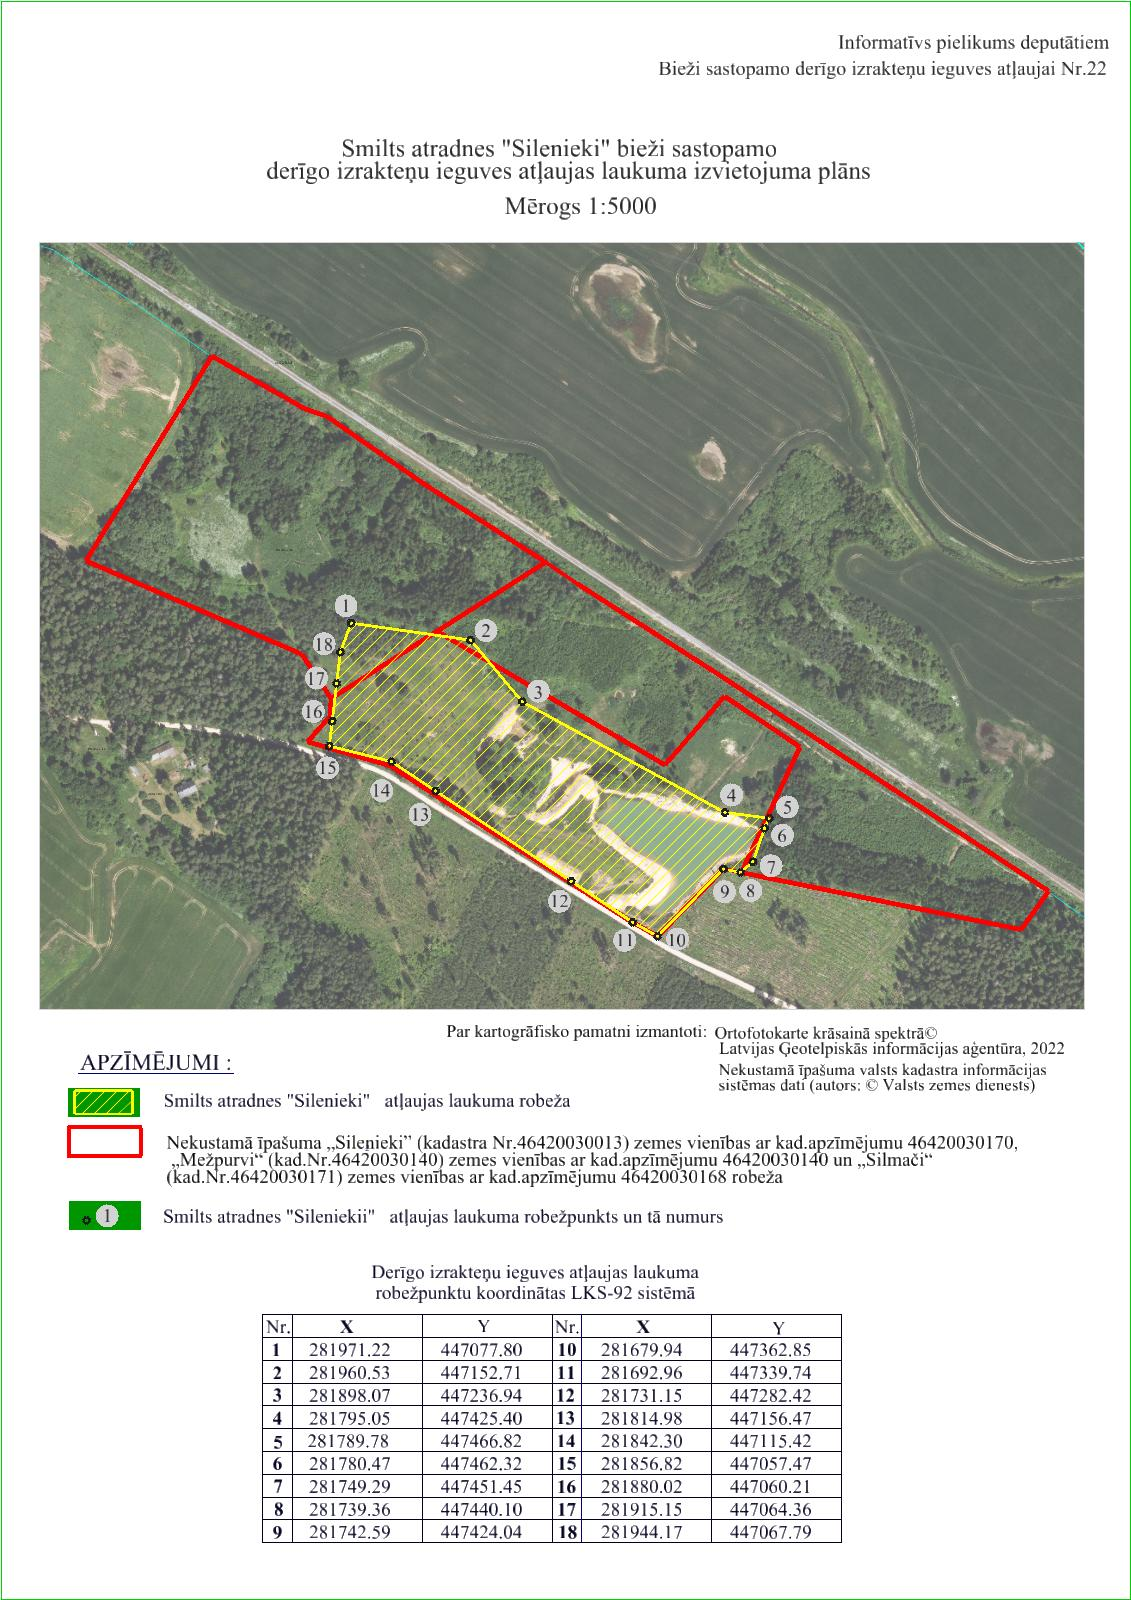 Informatīvs pielikums deputātiem
Bieži sastopamo derīgo izrakteņu ieguves atļaujai Nr.22
Smilts atradnes "Silenieki" bieži sastopamo
derīgo izrakteņu ieguves atļaujas laukuma izvietojuma plāns
Mērogs 1:5000
1
2
18
17
3
16
15
14
13
4
5
6
7
8
9
12
11
10
Par kartogrāfisko pamatni izmantoti: Ortofotokarte krāsainā spektrā©
Latvijas Ģeotelpiskās informācijas aģentūra, 2022
Nekustamā īpašuma valsts kadastra informācijas
sistēmas dati (autors: © Valsts zemes dienests)
APZĪMĒJUMI :
Smilts atradnes "Silenieki" atļaujas laukuma robeža
Nekustamā īpašuma „Silenieki” (kadastra Nr.46420030013) zemes vienības ar kad.apzīmējumu 46420030170,
„Mežpurvi“ (kad.Nr.46420030140) zemes vienības ar kad.apzīmējumu 46420030140 un „Silmači“
(kad.Nr.46420030171) zemes vienības ar kad.apzīmējumu 46420030168 robeža
1 Smilts atradnes "Sileniekii" atļaujas laukuma robežpunkts un tā numurs
Derīgo izrakteņu ieguves atļaujas laukuma
robežpunktu koordinātas LKS-92 sistēmā
Nr. X Y Nr. X Y
1 281971.22 447077.80 10 281679.94 447362.85
2 281960.53 447152.71 11 281692.96 447339.74
3 281898.07 447236.94 12 281731.15 447282.42
4 281795.05 447425.40 13 281814.98 447156.47
5 281789.78 447466.82 14 281842.30 447115.42
6 281780.47 447462.32 15 281856.82 447057.47
7 281749.29 447451.45 16 281880.02 447060.21
8 281739.36 447440.10 17 281915.15 447064.36
9 281742.59 447424.04 18 281944.17 447067.79